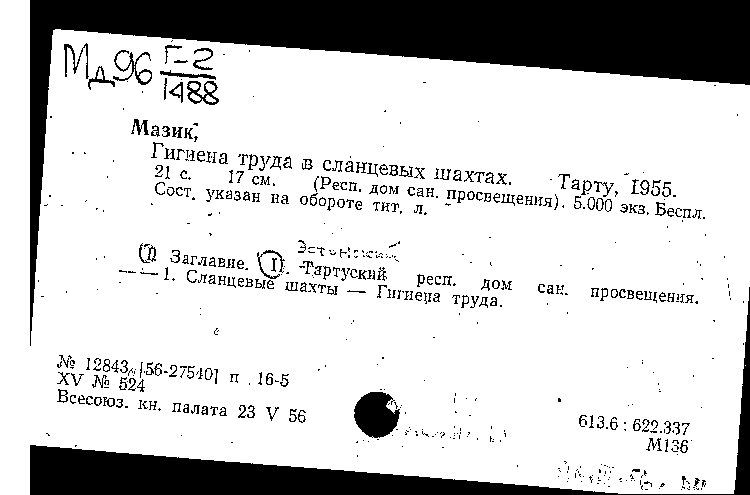 Мд96 Г-2
1488
Мазик,
Гигиена труда в сланцевых шахтах. Тарту, 1955.
21 с. 17 см. (Респ. дом сан. просвещения). 5.000 экз. Беспл.
Сост. указан на обороте тит. л.
Эстонский
I Заглавие. II. Тартуский респ. дом сан. просвещения.
— — 1. Сланцевые шахты — Гигиена труда.
№ 12843 [56-27540] п 16-5
XV № 524
Всесоюз. кн. палата 23 V 56
613.6 : 622.337
М136